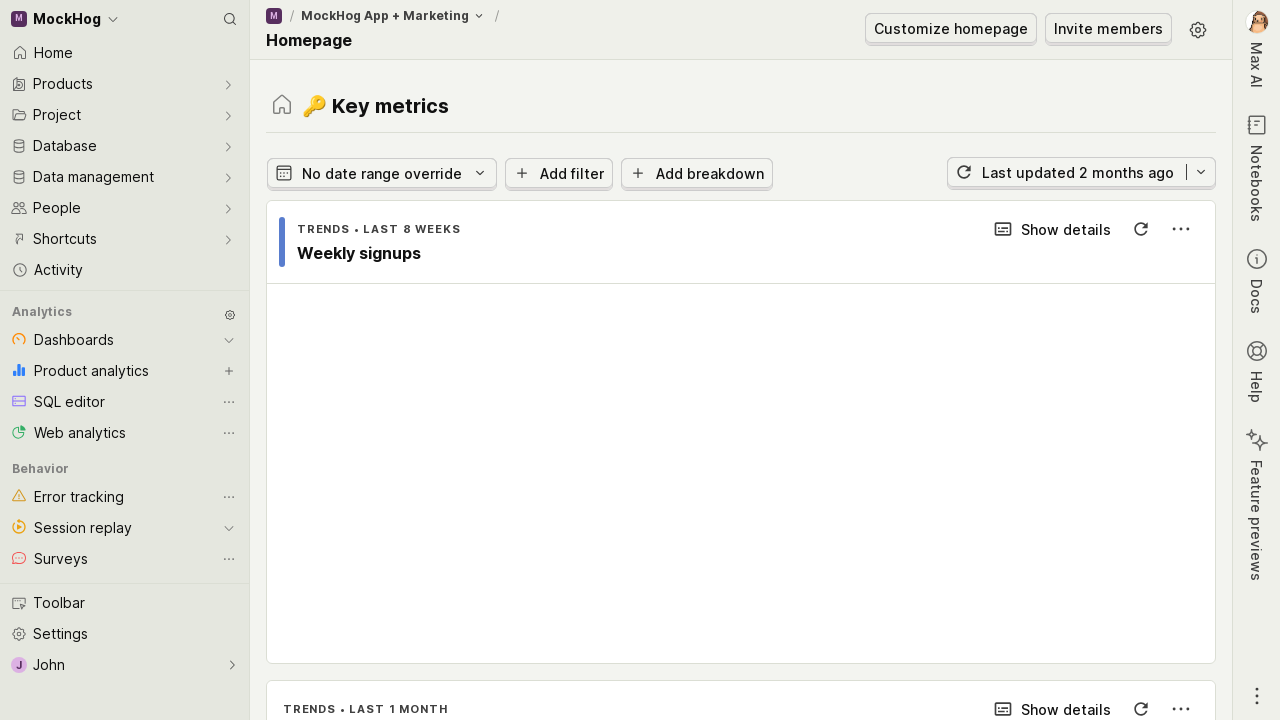 M MockHog
Home
Products
Project
Database
Data management
People
Shortcuts
Activity
Analytics
Dashboards
Product analytics
SQL editor
Web analytics
Behavior
Error tracking
Session replay
Surveys
Toolbar
Settings
J John
M / MockHog App + Marketing /
Homepage
Customize homepage
Invite members
🔑 Key metrics
No date range override
Add filter
Add breakdown
Last updated 2 months ago
TRENDS • LAST 8 WEEKS
Weekly signups
Show details
TRENDS • LAST 1 MONTH
Show details
Max AI
Notebooks
Docs
Help
Feature previews